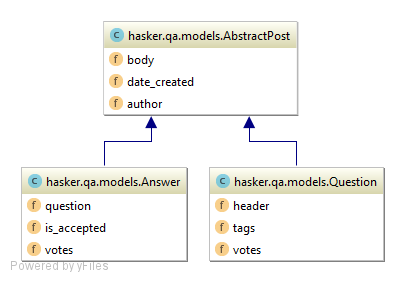 C hasker.qa.models.AbstractPost
f body
f date_created
f author
C hasker.qa.models.Answer
f question
f is_accepted
f votes
C hasker.qa.models.Question
f header
f tags
f votes
Powered by yFiles